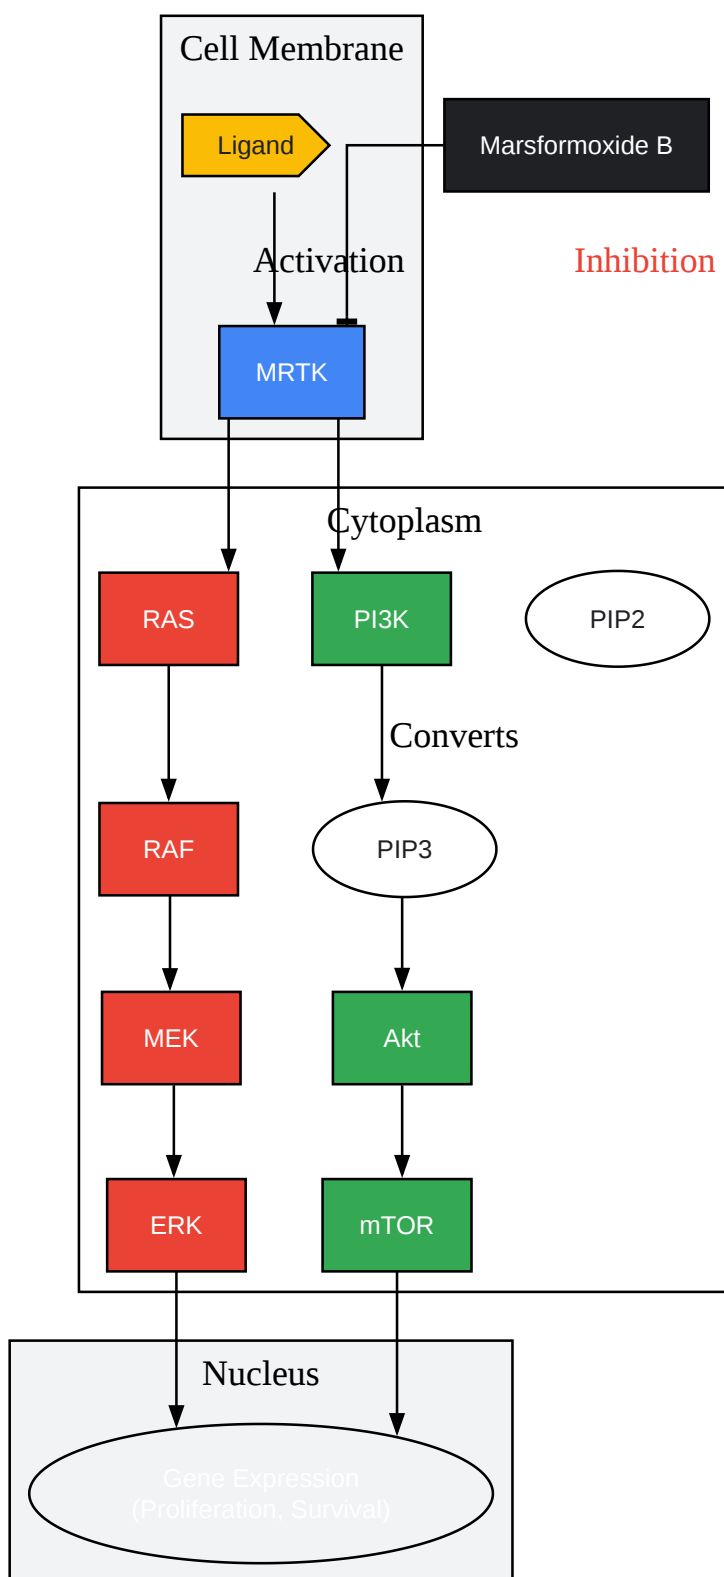 Cell Membrane
Ligand
Marsformoxide B
Activation
Inhibition
MRTK
Cytoplasm
RAS
PI3K
PIP2
Converts
RAF
PIP3
MEK
Akt
ERK
mTOR
Nucleus
Gene Expression
(Proliferation, Survival)